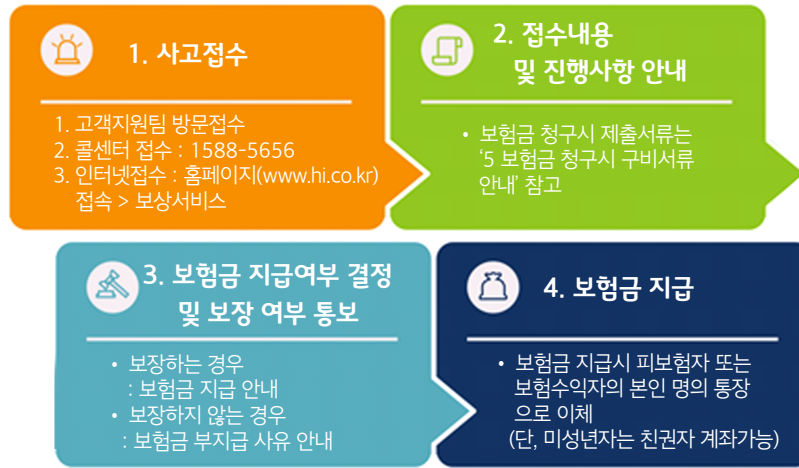 1. 사고접수
1. 고객지원팀 방문접수
2. 콜센터 접수 : 1588-5656
3. 인터넷접수 : 홈페이지(www.hi.co.kr)
접속 > 보상서비스
2. 접수내용
및 진행사항 안내
• 보험금 청구시 제출서류는
‘5 보험금 청구시 구비서류
안내’ 참고
3. 보험금 지급여부 결정
및 보장 여부 통보
• 보장하는 경우
: 보험금 지급 안내
• 보장하지 않는 경우
: 보험금 부지급 사유 안내
4. 보험금 지급
• 보험금 지급시 피보험자 또는
보험수익자의 본인 명의 통장
으로 이체
(단, 미성년자는 친권자 계좌가능)